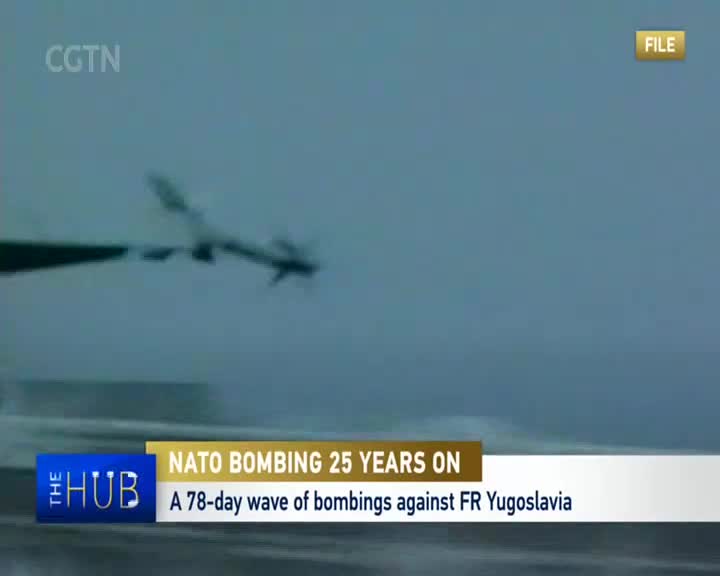 CGTN
FILE
NATO BOMBING 25 YEARS ON
THE HUB
A 78-day wave of bombings against FR Yugoslavia